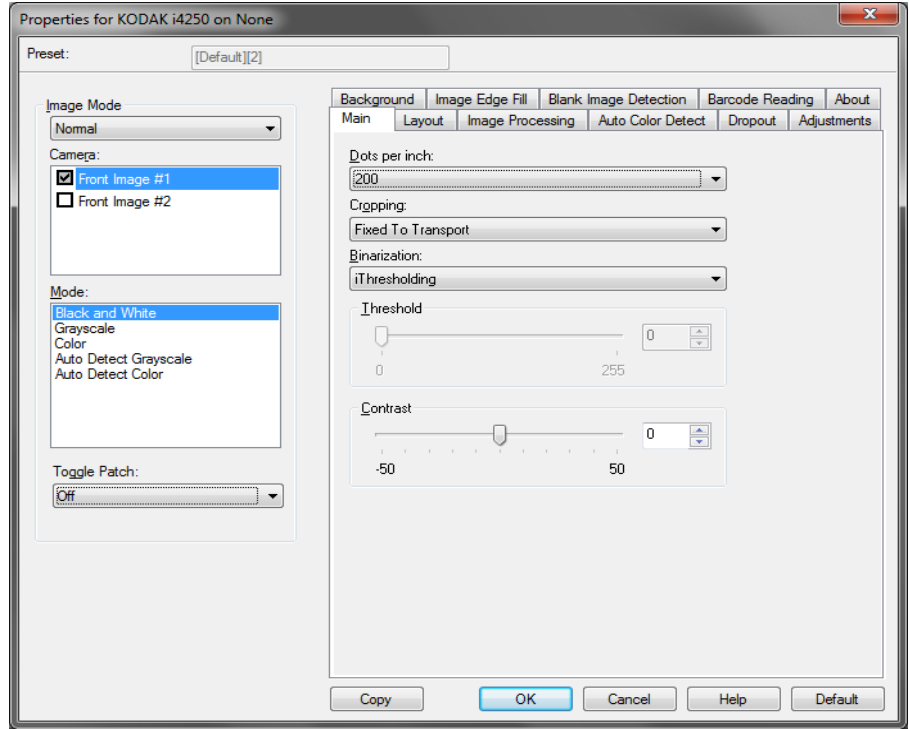 Properties for KODAK i4250 on None
Preset:
[Default][2]
Image Mode
Normal
Camera:
Front Image #1
Front Image #2
Mode:
Black and White
Grayscale
Color
Auto Detect Grayscale
Auto Detect Color
Toggle Patch:
Off
Background Image Edge Fill Blank Image Detection Barcode Reading About
Main Layout Image Processing Auto Color Detect Dropout Adjustments
Dots per inch:
200
Cropping:
Fixed To Transport
Binarization:
iThresholding
Threshold
0
0 255
Contrast
0
-50 50
Copy OK Cancel Help Default